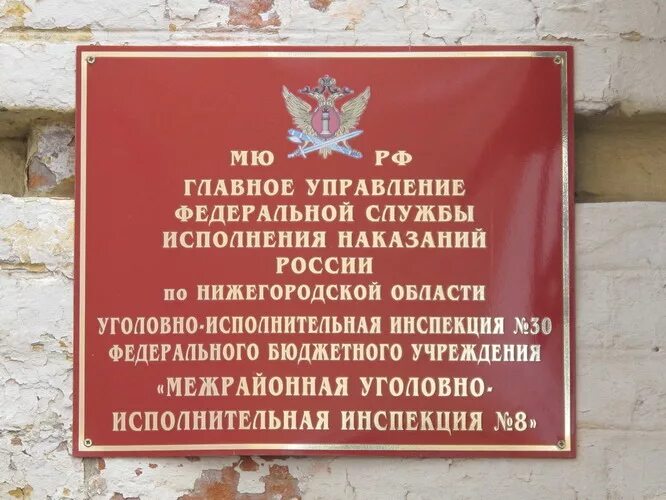 МЮ РФ
ГЛАВНОЕ УПРАВЛЕНИЕ
ФЕДЕРАЛЬНОЙ СЛУЖБЫ
ИСПОЛНЕНИЯ НАКАЗАНИЙ
РОССИИ
ПО НИЖЕГОРОДСКОЙ ОБЛАСТИ
УГОЛОВНО-ИСПОЛНИТЕЛЬНАЯ ИНСПЕКЦИЯ №30
ФЕДЕРАЛЬНОГО БЮДЖЕТНОГО УЧРЕЖДЕНИЯ
«МЕЖРАЙОННАЯ УГОЛОВНО-
ИСПОЛНИТЕЛЬНАЯ ИНСПЕКЦИЯ №8»